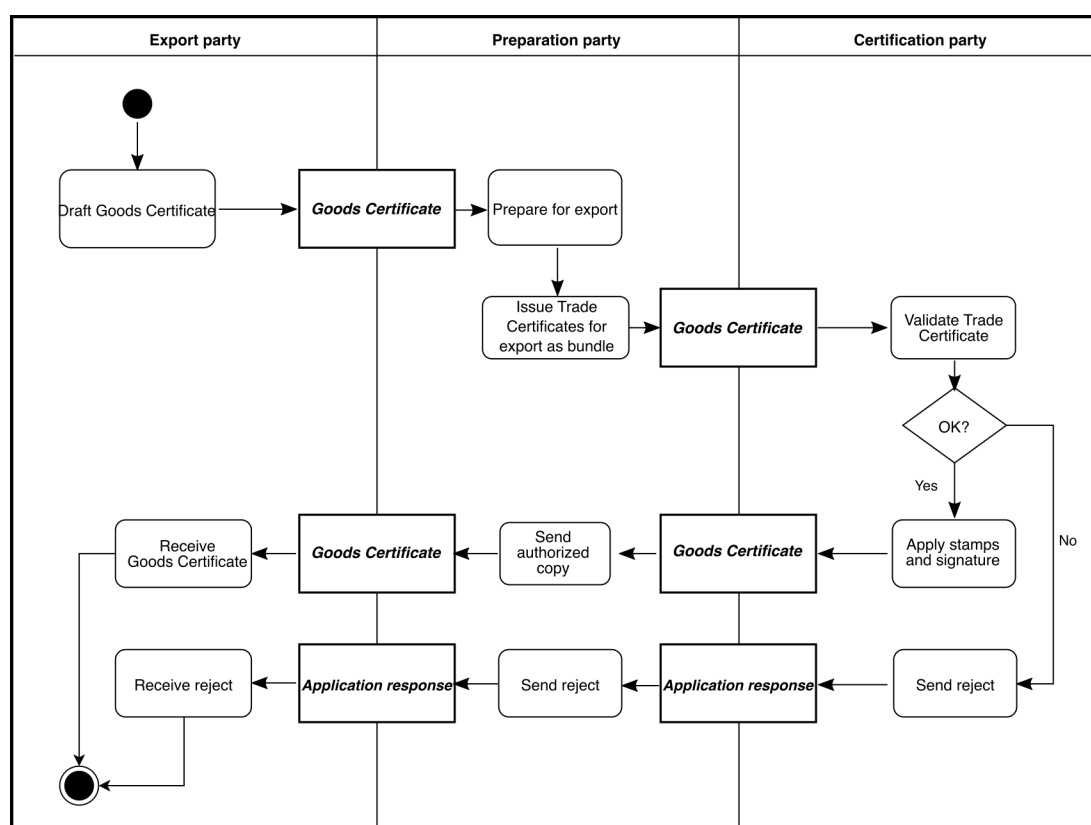 Export party
Preparation party
Certification party
Draft Goods Certificate
Goods Certificate
Prepare for export
Issue Trade
Certificates for
export as bundle
Goods Certificate
Validate Trade
Certificate
OK?
Yes
No
Receive
Goods Certificate
Goods Certificate
Send
authorized
copy
Goods Certificate
Apply stamps
and signature
Receive reject
Application response
Send reject
Application response
Send reject